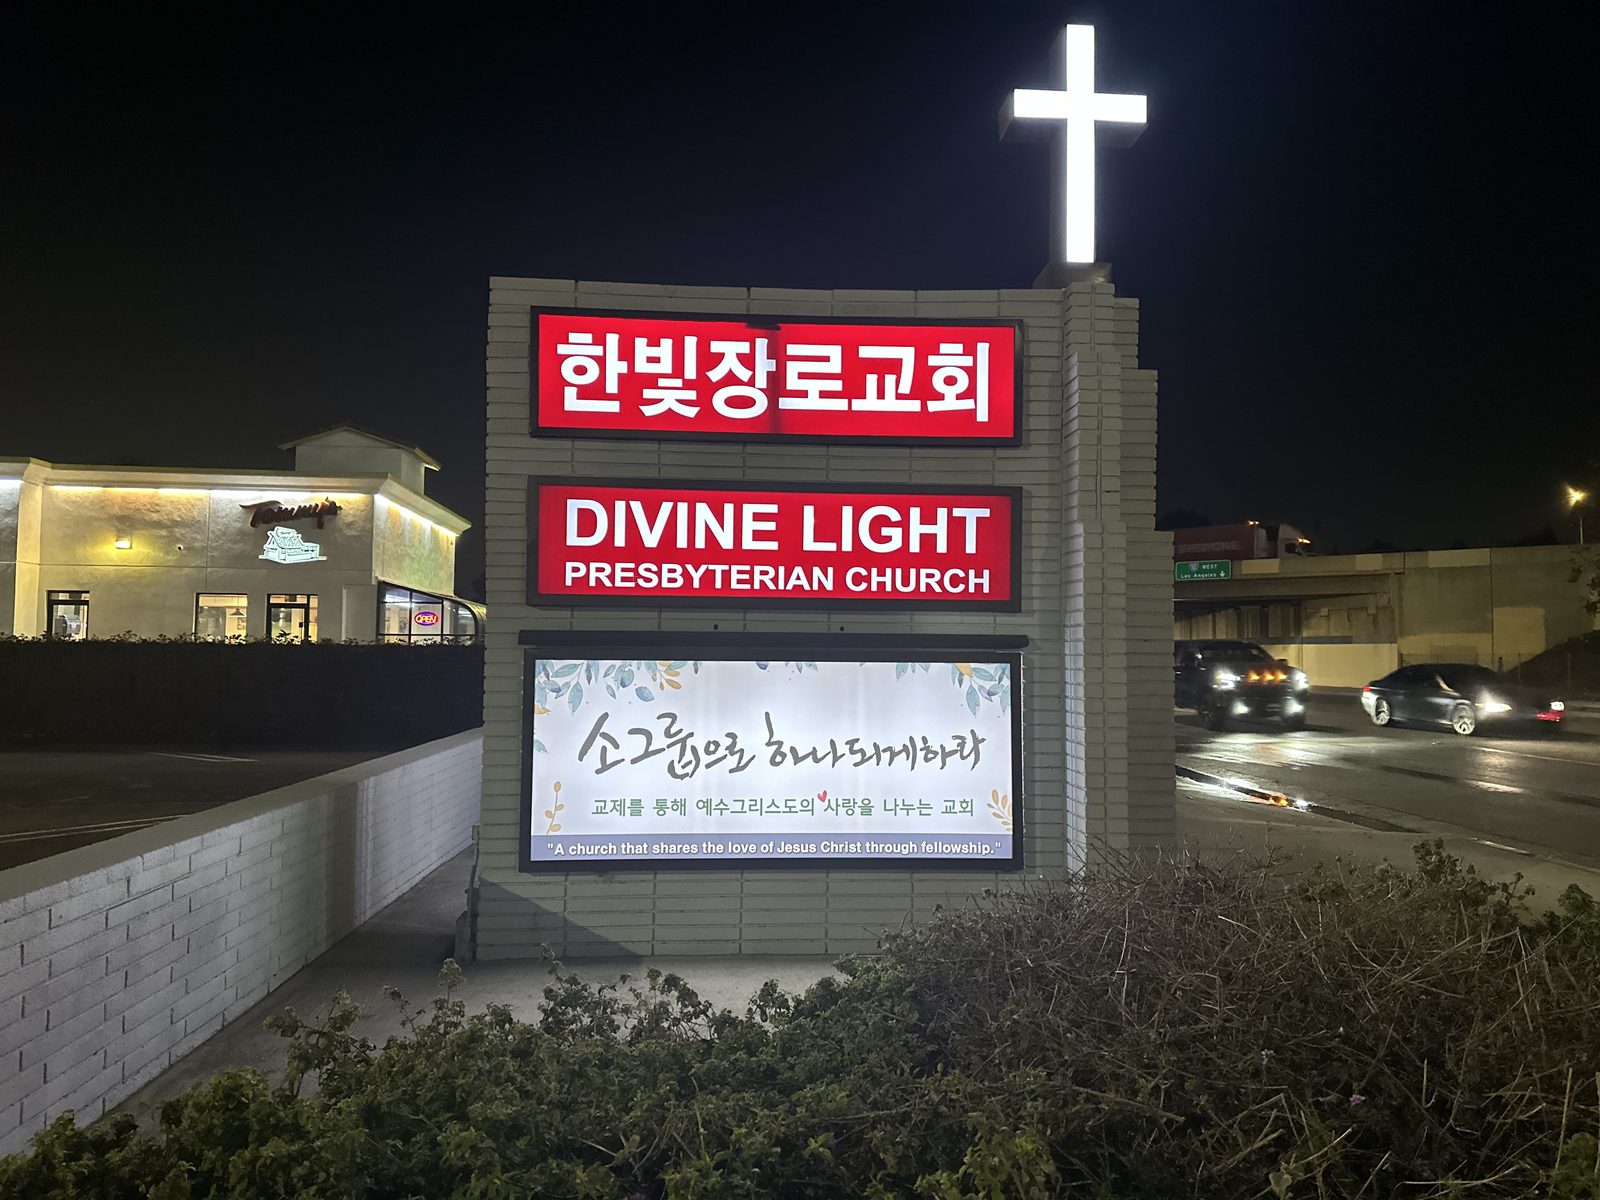 한빛장로교회
DIVINE LIGHT
PRESBYTERIAN CHURCH
소그룹으로 하나되게하라
교제를 통해 예수그리스도의 사랑을 나누는 교회
"A church that shares the love of Jesus Christ through fellowship."
Tommy's
OPEN
WEST
Los Angeles